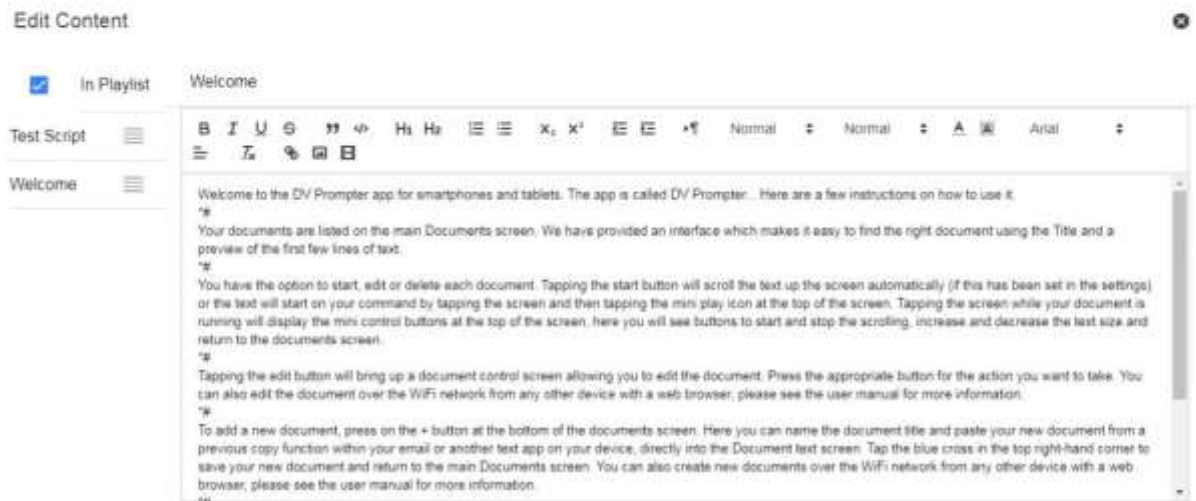 Edit Content
In Playlist
Welcome
Test Script
Welcome
B I U S ” </> H1 H2 X₂ X² ¶ Normal Normal A A Arial
Tx
Welcome to the DV Prompter app for smartphones and tablets. The app is called DV Prompter... Here are a few instructions on how to use it.
*#
Your documents are listed on the main Documents screen. We have provided an interface which makes it easy to find the right document using the Title and a
preview of the first few lines of text.
*#
You have the option to start, edit or delete each document. Tapping the start button will scroll the text up the screen automatically (if this has been set in the settings)
or the text will start on your command by tapping the screen and then tapping the mini play icon at the top of the screen. Tapping the screen while your document is
running will display the mini control buttons at the top of the screen, here you will see buttons to start and stop the scrolling, increase and decrease the text size and
return to the documents screen.
*#
Tapping the edit button will bring up a document control screen allowing you to edit the document. Press the appropriate button for the action you want to take. You
can also edit the document over the WiFi network from any other device with a web browser, please see the user manual for more information.
*#
To add a new document, press on the + button at the bottom of the documents screen. Here you can name the document title and paste your new document from a
previous copy function within your email or another text app on your device, directly into the Document text screen. Tap the blue cross in the top right-hand corner to
save your new document and return to the main Documents screen. You can also create new documents over the WiFi network from any other device with a web
browser, please see the user manual for more information.